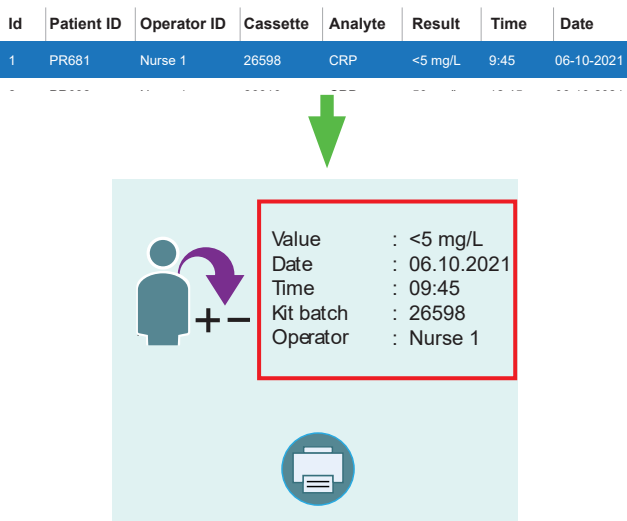 Id Patient ID Operator ID Cassette Analyte Result Time Date
1 PR681 Nurse 1 26598 CRP <5 mg/L 9:45 06-10-2021
Value : <5 mg/L
Date : 06.10.2021
Time : 09:45
Kit batch : 26598
Operator : Nurse 1